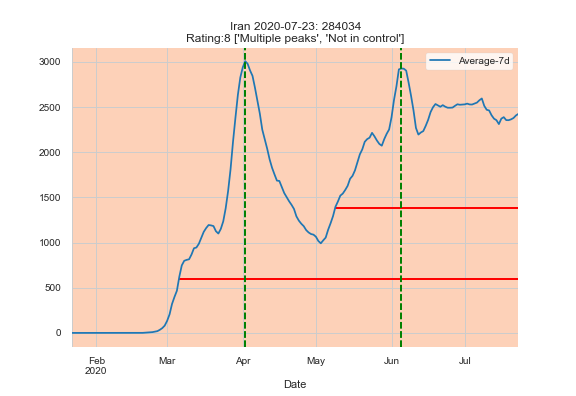 Iran 2020-07-23: 284034
Rating:8 ['Multiple peaks', 'Not in control']
Average-7d
3000
2500
2000
1500
1000
500
0
Feb Mar Apr May Jun Jul
2020
Date